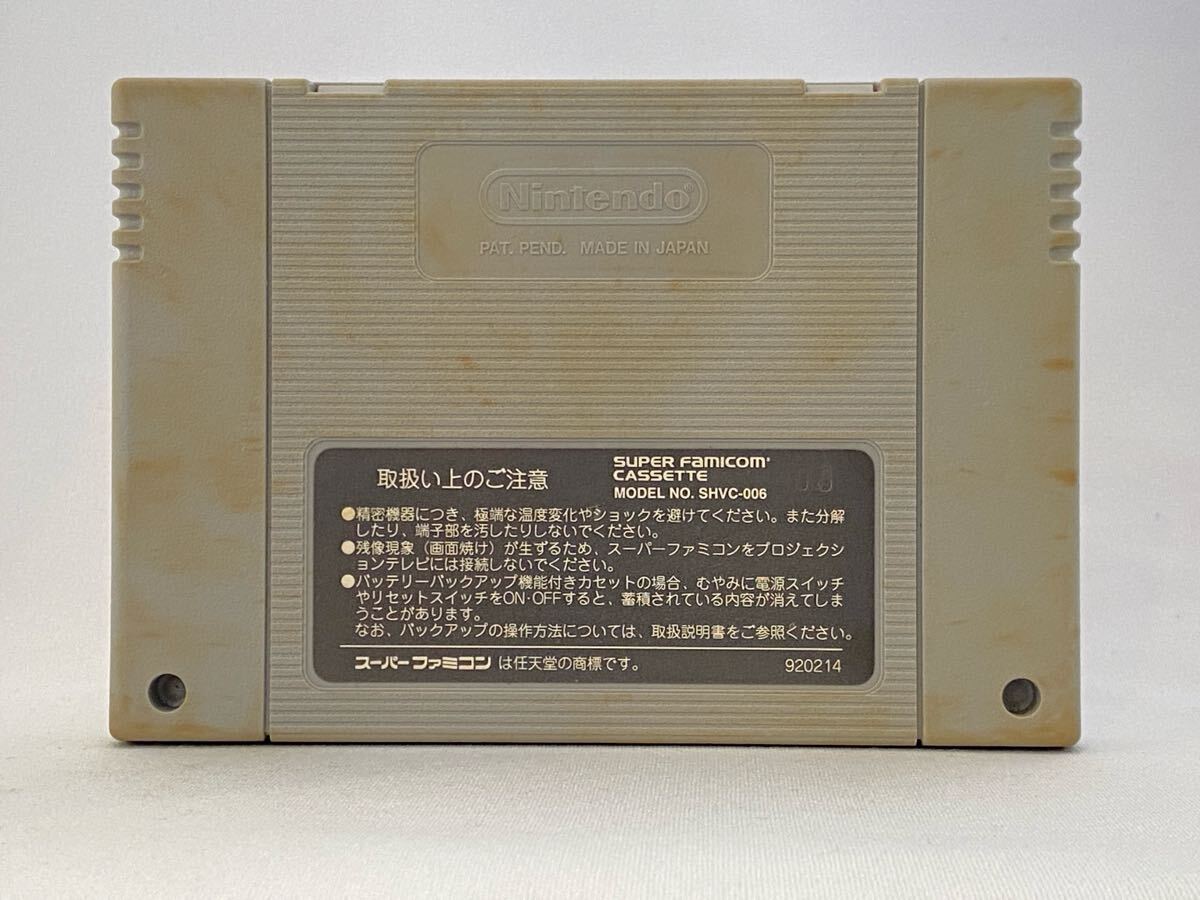 Nintendo®
PAT. PEND. MADE IN JAPAN
取扱い上のご注意
SUPER FAMICOM
CASSETTE
MODEL NO. SHVC-006
●精密機器につき、極端な温度変化やショックを避けてください。また分解
したり、端子部を汚したりしないでください。
●残像現象（画面焼け）が生ずるため、スーパーファミコンをプロジェクシ
ョンテレビには接続しないでください。
●バッテリーバックアップ機能付きカセットの場合、むやみに電源スイッチ
やリセットスイッチをON・OFFすると、蓄積されている内容が消えてしま
うことがあります。
なお、バックアップの操作方法については、取扱説明書をご参照ください。
スーパーファミコン は任天堂の商標です。 920214